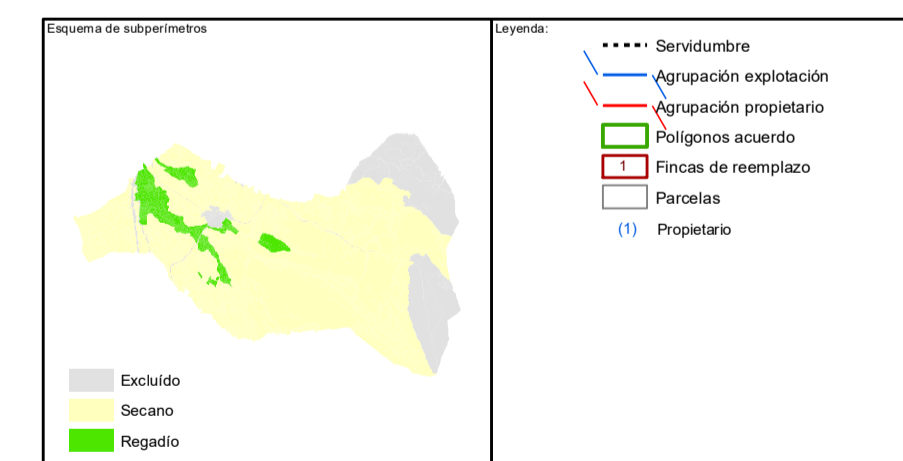 Esquema de subperímetros
Excluído
Secano
Regadío
Leyenda:
Servidumbre
Agrupación explotación
Agrupación propietario
Polígonos acuerdo
1 Fincas de reemplazo
Parcelas
(1) Propietario